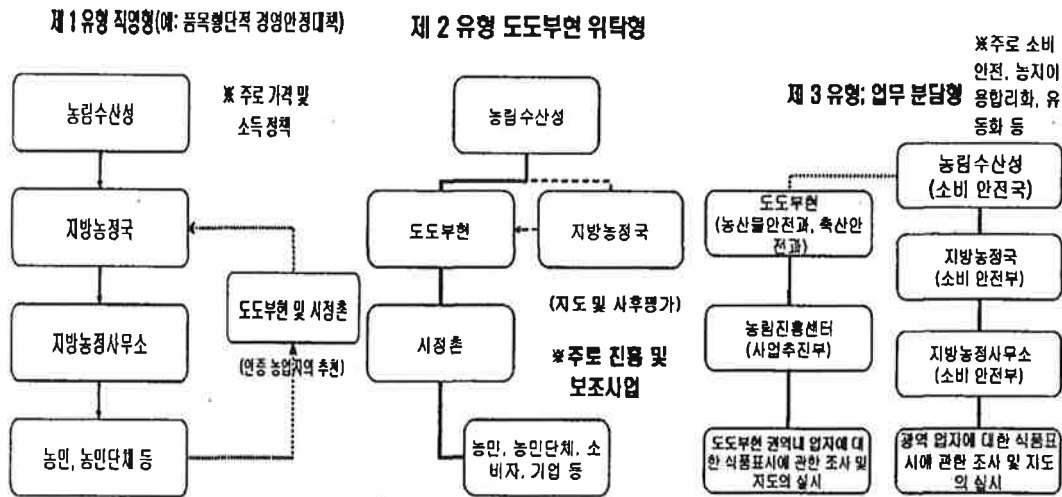 제 1 유형 직영형(예: 품목형단적 경영안정대책)
농림수산성
※ 주로 가격 및
소득 정책
지방농정국
도도부현 및 시정촌
(인증 농업자의 추천)
지방농정사무소
농민, 농민단체 등
제 2 유형 도도부현 위탁형
농림수산성
도도부현
지방농정국
(지도 및 사후평가)
시정촌
※주로 진흥 및
보조사업
농민, 농민단체, 소
비자, 기업 등
제 3 유형; 업무 분담형
※주로 소비
안전, 농지이
용합리화, 유
동화 등
농림수산성
(소비 안전국)
도도부현
(농산물안전과, 축산안
전과)
지방농정국
(소비 안전부)
농림진흥센터
(사업추진부)
지방농정사무소
(소비 안전부)
도도부현 권역내 업자에 대
한 식품표시에 관한 조사 및
지도의 실시
광역 업자에 대한 식품표
시에 관한 조사 및 지도
의 실시